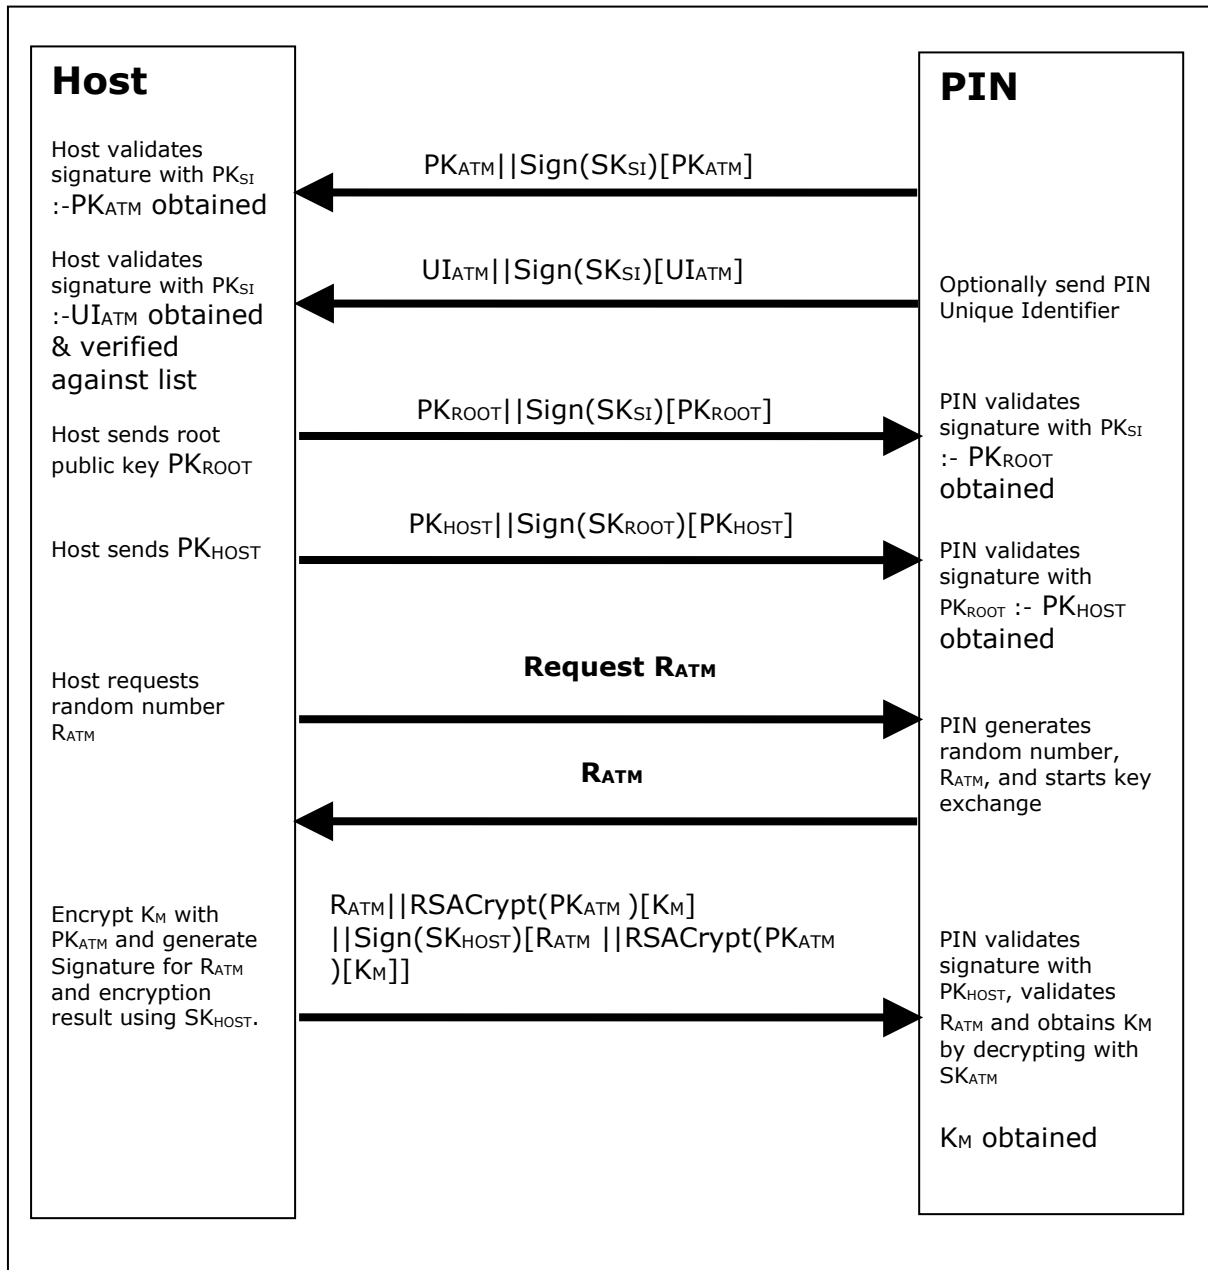 Host
Host validates
signature with PKSI
:-PKATM obtained
Host validates
signature with PKSI
:-UIATM obtained
& verified
against list
Host sends root
public key PKROOT
Host sends PKHOST
Host requests
random number
RATM
Encrypt KM with
PKATM and generate
Signature for RATM
and encryption
result using SKHOST.
PKATM||Sign(SKSI)[PKATM]
UIATM||Sign(SKSI)[UIATM]
PKROOT||Sign(SKSI)[PKROOT]
PKHOST||Sign(SKROOT)[PKHOST]
Request RATM
RATM
RATM||RSACrypt(PKATM )[KM]
||Sign(SKHOST)[RATM ||RSACrypt(PKATM
)[KM]]
PIN
Optionally send PIN
Unique Identifier
PIN validates
signature with PKSI
:- PKROOT
obtained
PIN validates
signature with
PKROOT :- PKHOST
obtained
PIN generates
random number,
RATM, and starts key
exchange
PIN validates
signature with
PKHOST, validates
RATM and obtains KM
by decrypting with
SKATM
KM obtained